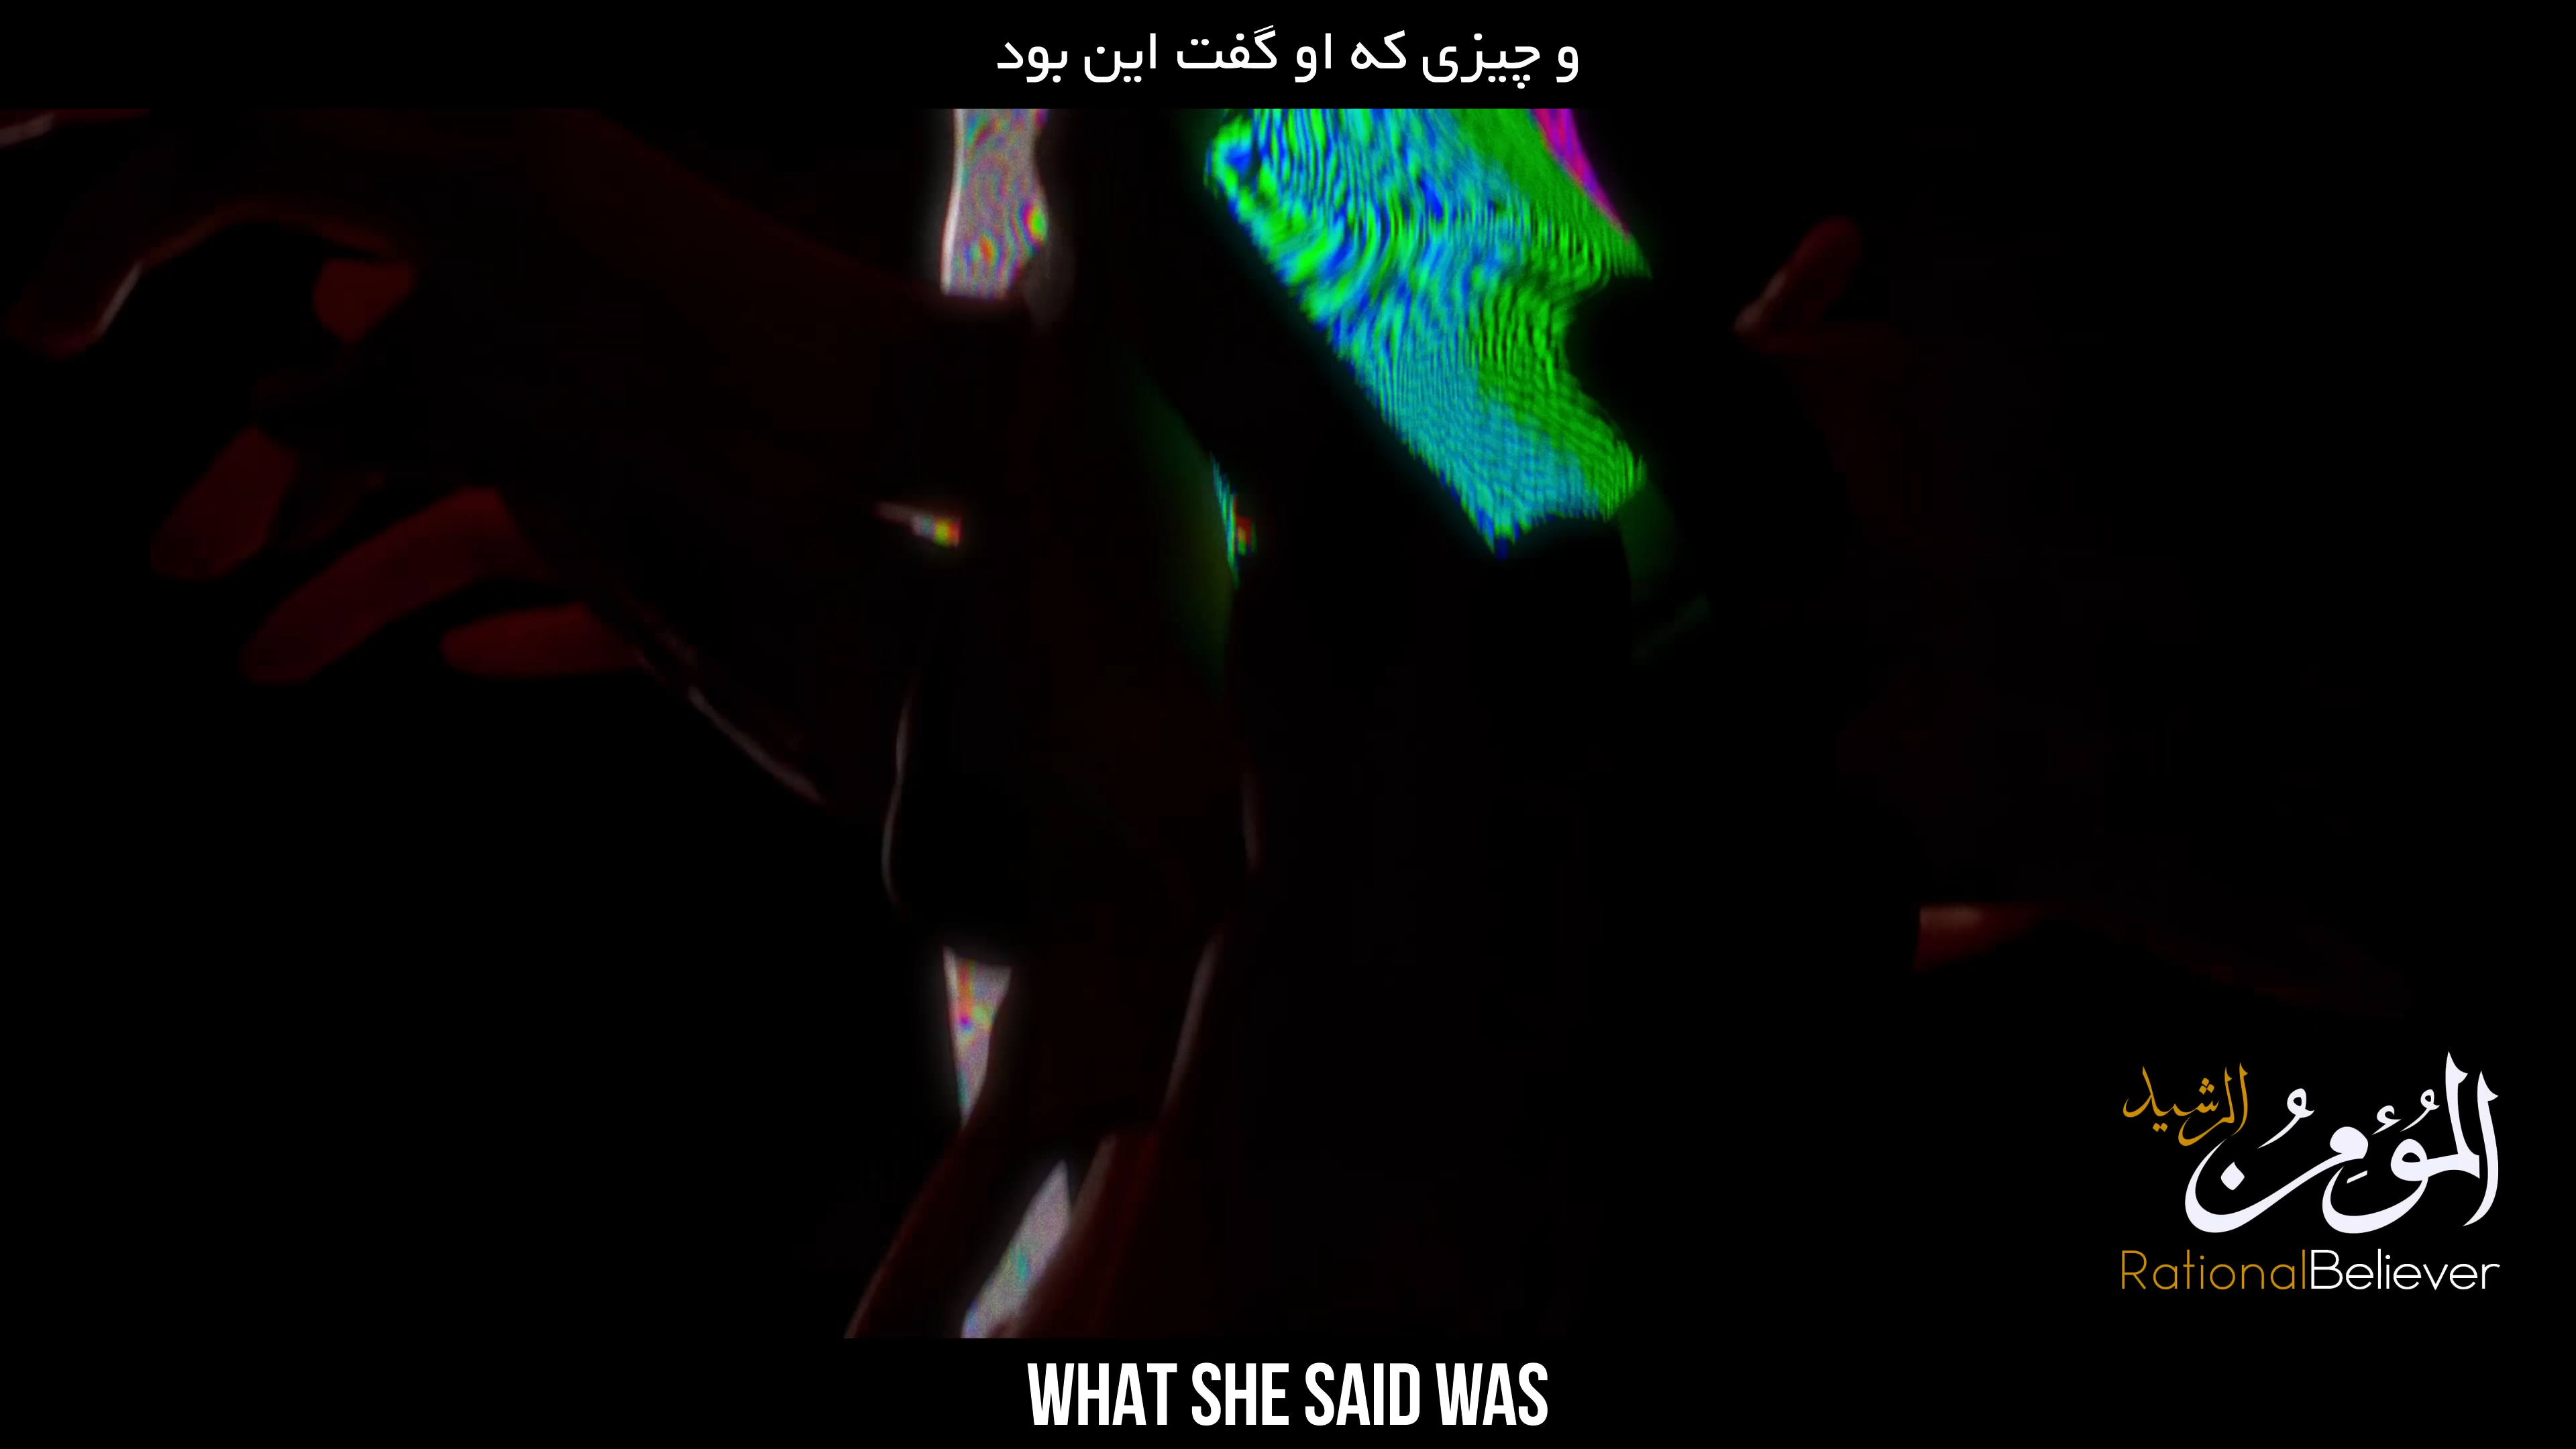 و چیزی که او گفت این بود
المؤمن الرشيد
RationalBeliever
WHAT SHE SAID WAS